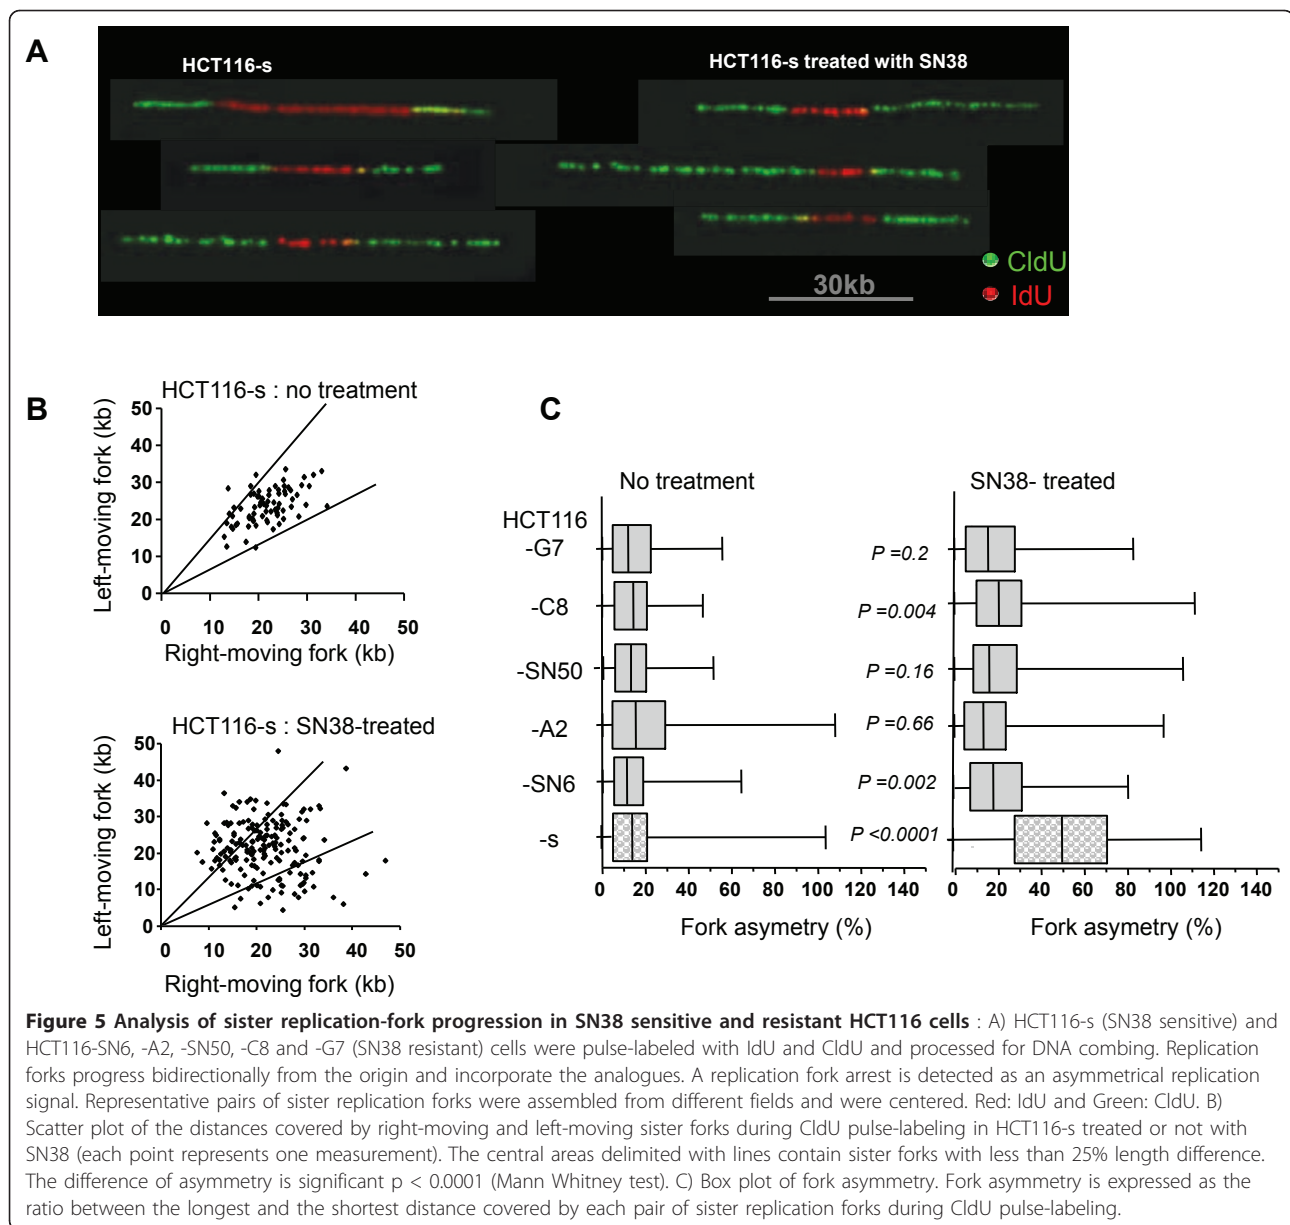 A
HCT116-s
HCT116-s treated with SN38
CldU
IdU
30kb
B
HCT116-s : no treatment
Left-moving fork (kb)
50
40
30
20
10
0
0 10 20 30 40 50
Right-moving fork (kb)
HCT116-s : SN38-treated
Left-moving fork (kb)
50
40
30
20
10
0
0 10 20 30 40 50
Right-moving fork (kb)
C
No treatment
HCT116
-G7
-C8
-SN50
-A2
-SN6
-s
0 20 40 60 80 100 120 140
Fork asymetry (%)
SN38- treated
P =0.2
P =0.004
P =0.16
P =0.66
P =0.002
P <0.0001
0 20 40 60 80 100 120 140
Fork asymetry (%)
Figure 5 Analysis of sister replication-fork progression in SN38 sensitive and resistant HCT116 cells : A) HCT116-s (SN38 sensitive) and
HCT116-SN6, -A2, -SN50, -C8 and -G7 (SN38 resistant) cells were pulse-labeled with IdU and CldU and processed for DNA combing. Replication
forks progress bidirectionally from the origin and incorporate the analogues. A replication fork arrest is detected as an asymmetrical replication
signal. Representative pairs of sister replication forks were assembled from different fields and were centered. Red: IdU and Green: CldU. B)
Scatter plot of the distances covered by right-moving and left-moving sister forks during CldU pulse-labeling in HCT116-s treated or not with
SN38 (each point represents one measurement). The central areas delimited with lines contain sister forks with less than 25% length difference.
The difference of asymmetry is significant p < 0.0001 (Mann Whitney test). C) Box plot of fork asymmetry. Fork asymmetry is expressed as the
ratio between the longest and the shortest distance covered by each pair of sister replication forks during CldU pulse-labeling.